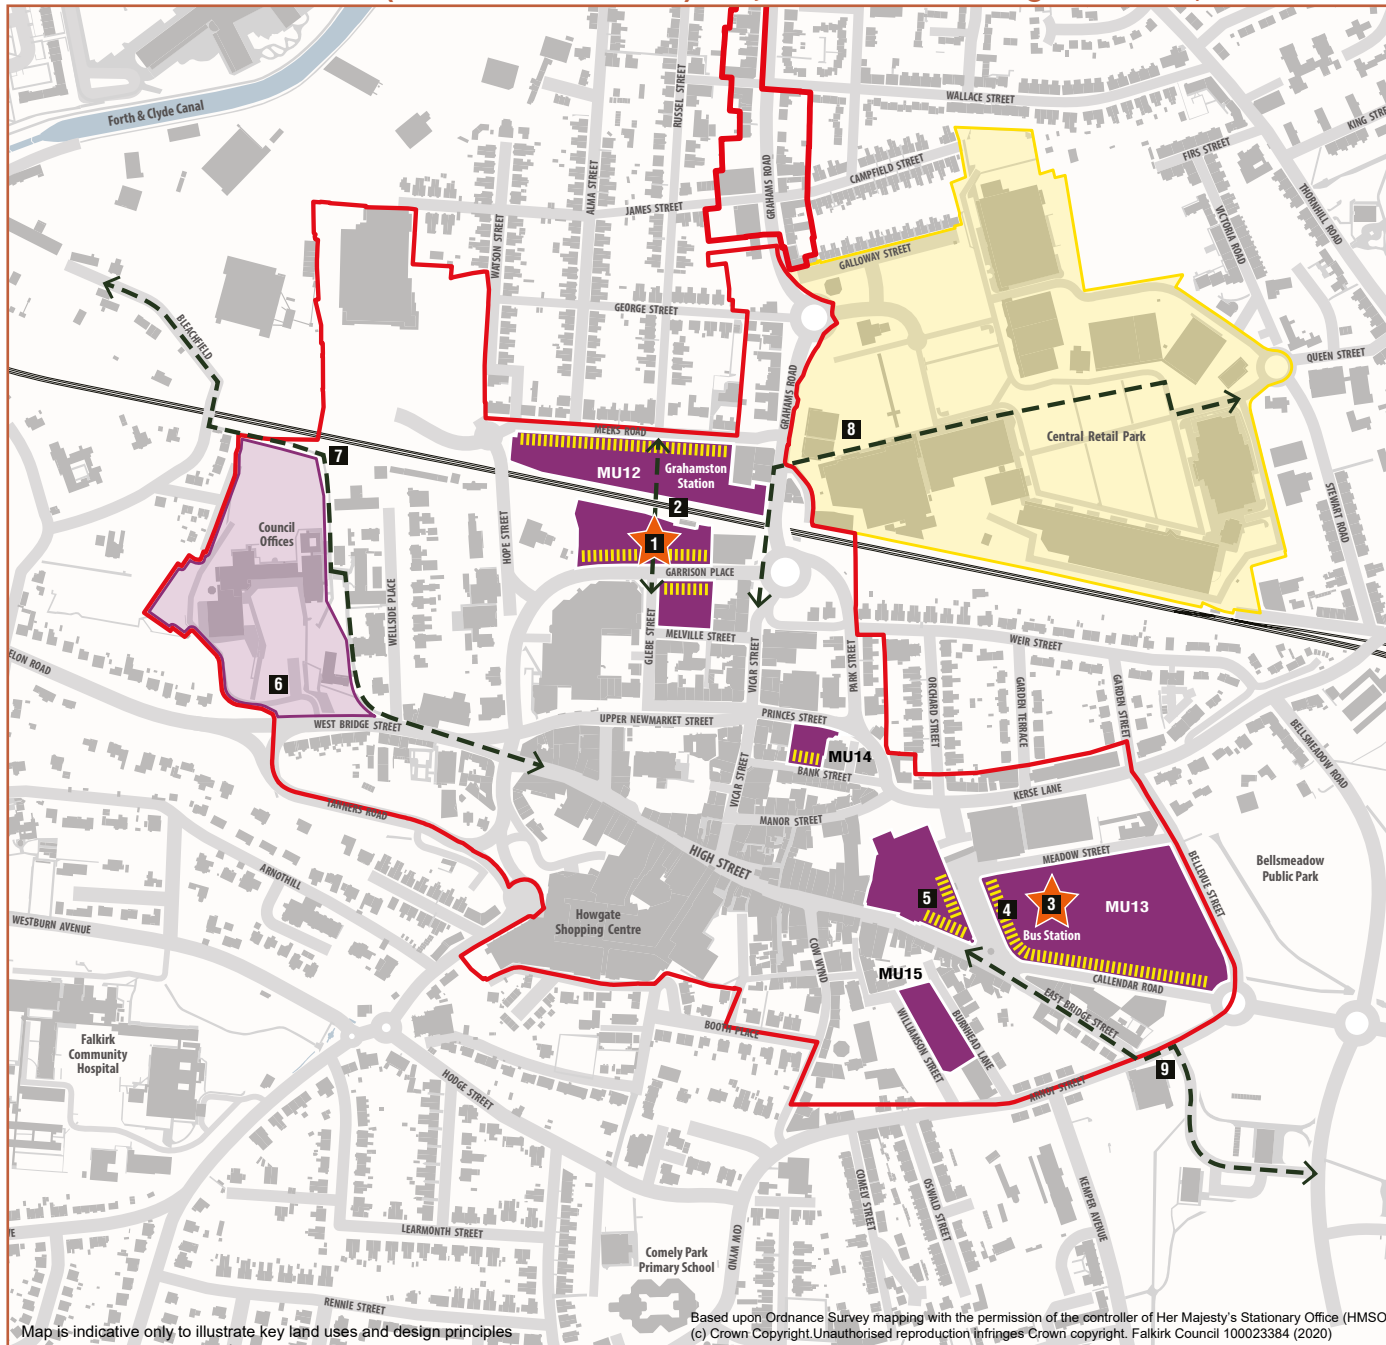 Forth & Clyde Canal
WALLACE STREET
KING STRE
FIRS STREET
RUSSEL STREET
ALMA STREET
GRAHAMS ROAD
CAMPFIELD STREET
THORNHILL ROAD
JAMES STREET
VICTORIA ROAD
WATSON STREET
GALLOWAY STREET
GEORGE STREET
BLEACHFIELD
QUEEN STREET
GRAHAMS ROAD
MEEKS ROAD
8
Central Retail Park
7
MU12
Grahamston
Station
2
STEWART ROAD
Council
Offices
HOPE STREET
1
GARRISON PLACE
WELLSIDE PLACE
GLEBE STREET
MELVILLE STREET
VICAR STREET
PARK STREET
WEIR STREET
ORCHARD STREET
GARDEN TERRACE
GARDEN STREET
ELON ROAD
6
WEST BRIDGE STREET
UPPER NEWMARKET STREET
PRINCES STREET
BELLSMEADOW ROAD
MU14
BANK STREET
VICAR STREET
TANNERS ROAD
MANOR STREET
KERSE LANE
HIGH STREET
MEADOW STREET
BELLEVUE STREET
Bellsmeadow
Public Park
ARNOTHILL
5
4
3
MU13
Bus Station
WESTBURN AVENUE
Howgate
Shopping Centre
COW WYND
MU15
CALLENDAR ROAD
EAST BRIDGE STREET
BOOTH PLACE
WILLIAMSON STREET
BURNHEAD LANE
Falkirk
Community
Hospital
HODGE STREET
9
ARNOT STREET
COMELY STREET
OSWALD STREET
KEMPER AVENUE
LEARMONTH STREET
COW WYND
Comely Park
Primary School
RENNIE STREET
Map is indicative only to illustrate key land uses and design principles
Based upon Ordnance Survey mapping with the permission of the controller of Her Majesty's Stationary Office (HMSO
(c) Crown Copyright.Unauthorised reproduction infringes Crown copyright. Falkirk Council 100023384 (2020)